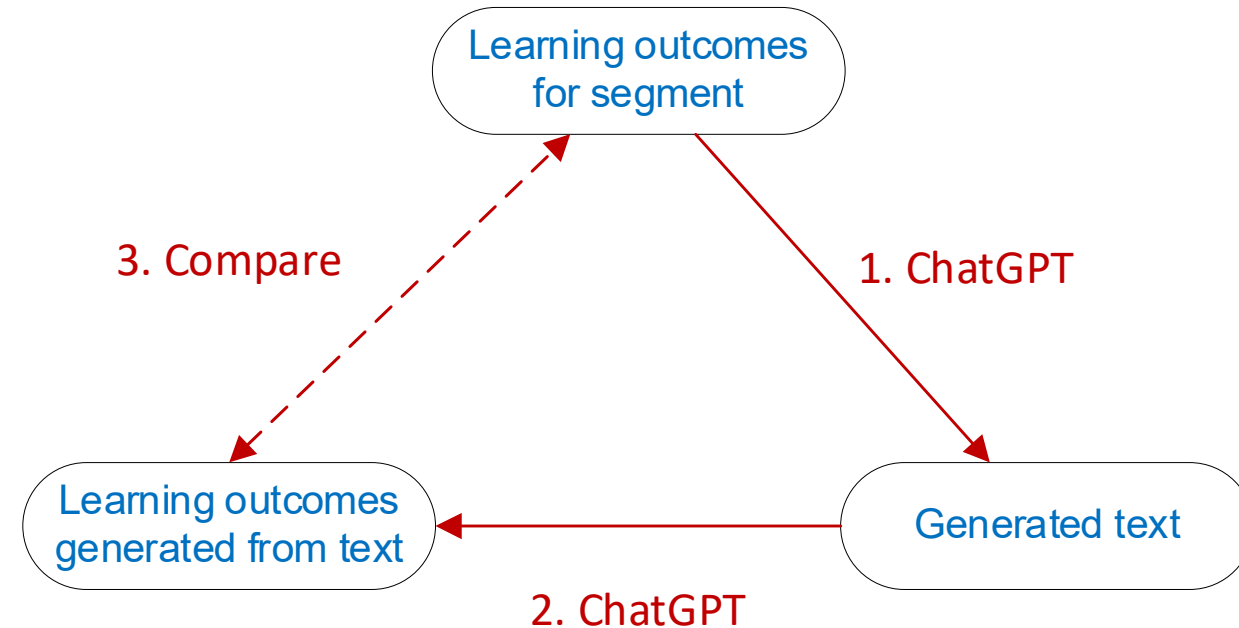 Learning outcomes
for segment
3. Compare
1. ChatGPT
Learning outcomes
generated from text
Generated text
2. ChatGPT